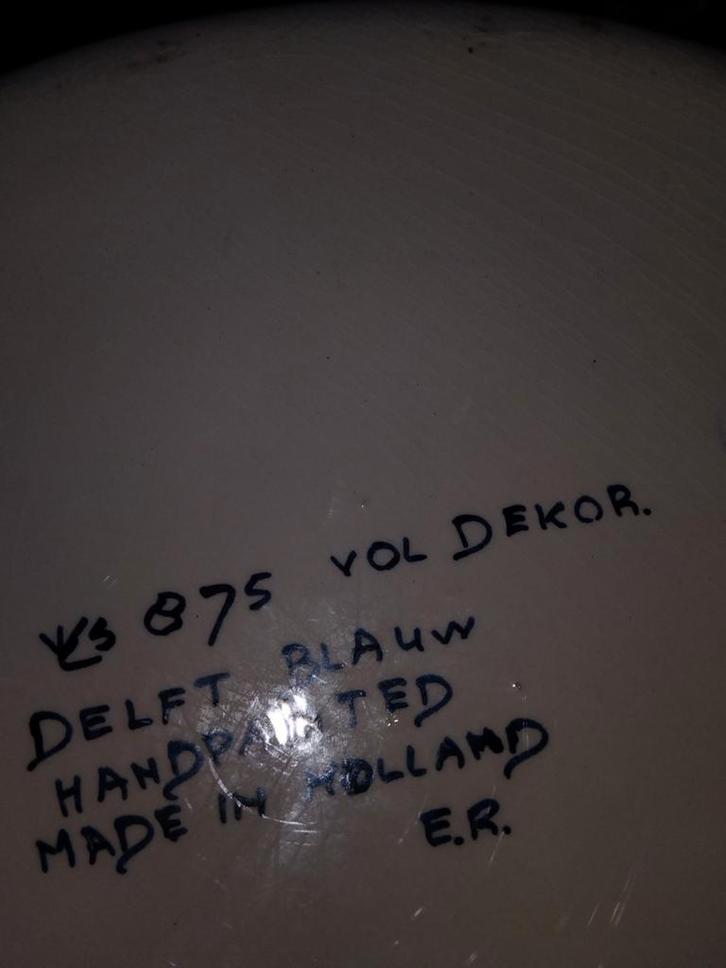 875 VOL DEKOR.
DELFT BLAUW
HANDPAINTED
MADE IN HOLLAND
E.R.